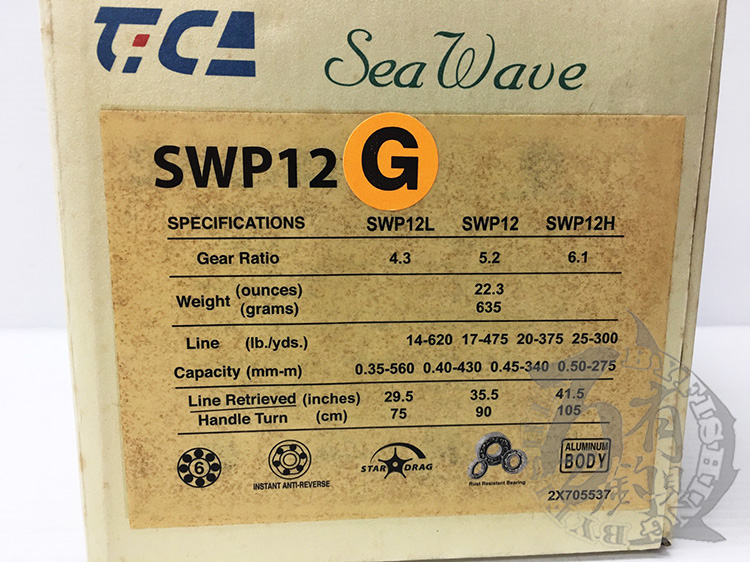 TICA Sea Wave
SWP12 G
SPECIFICATIONS SWP12L SWP12 SWP12H
Gear Ratio 4.3 5.2 6.1
Weight (ounces) 22.3
(grams) 635
Line (lb./yds.) 14-620 17-475 20-375 25-300
Capacity (mm-m) 0.35-560 0.40-430 0.45-340 0.50-275
Line Retrieved (inches) 29.5 35.5 41.5
Handle Turn (cm) 75 90 105
6
INSTANT ANTI-REVERSE
STAR DRAG
Rust Resistant Bearing
ALUMINUM
BODY
2X705537